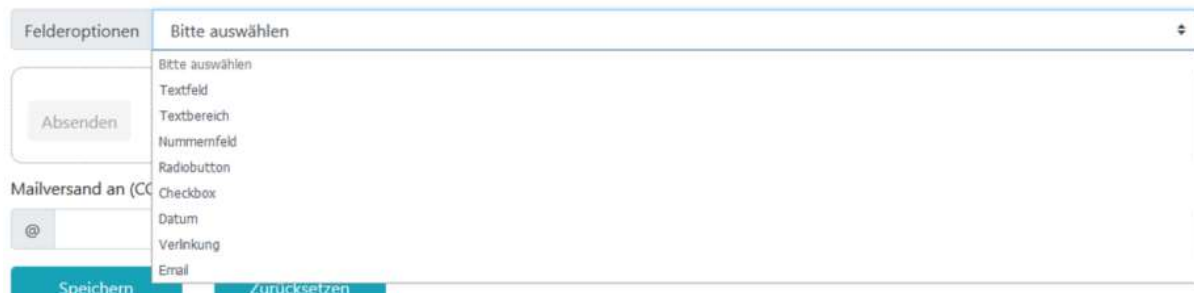 Felderoptionen Bitte auswählen
Bitte auswählen
Textfeld
Textbereich
Absenden
Nummernfeld
Radiobutton
Mailversand an (CC
Checkbox
Datum
@
Verlinkung
Email
Speichern Zurücksetzen